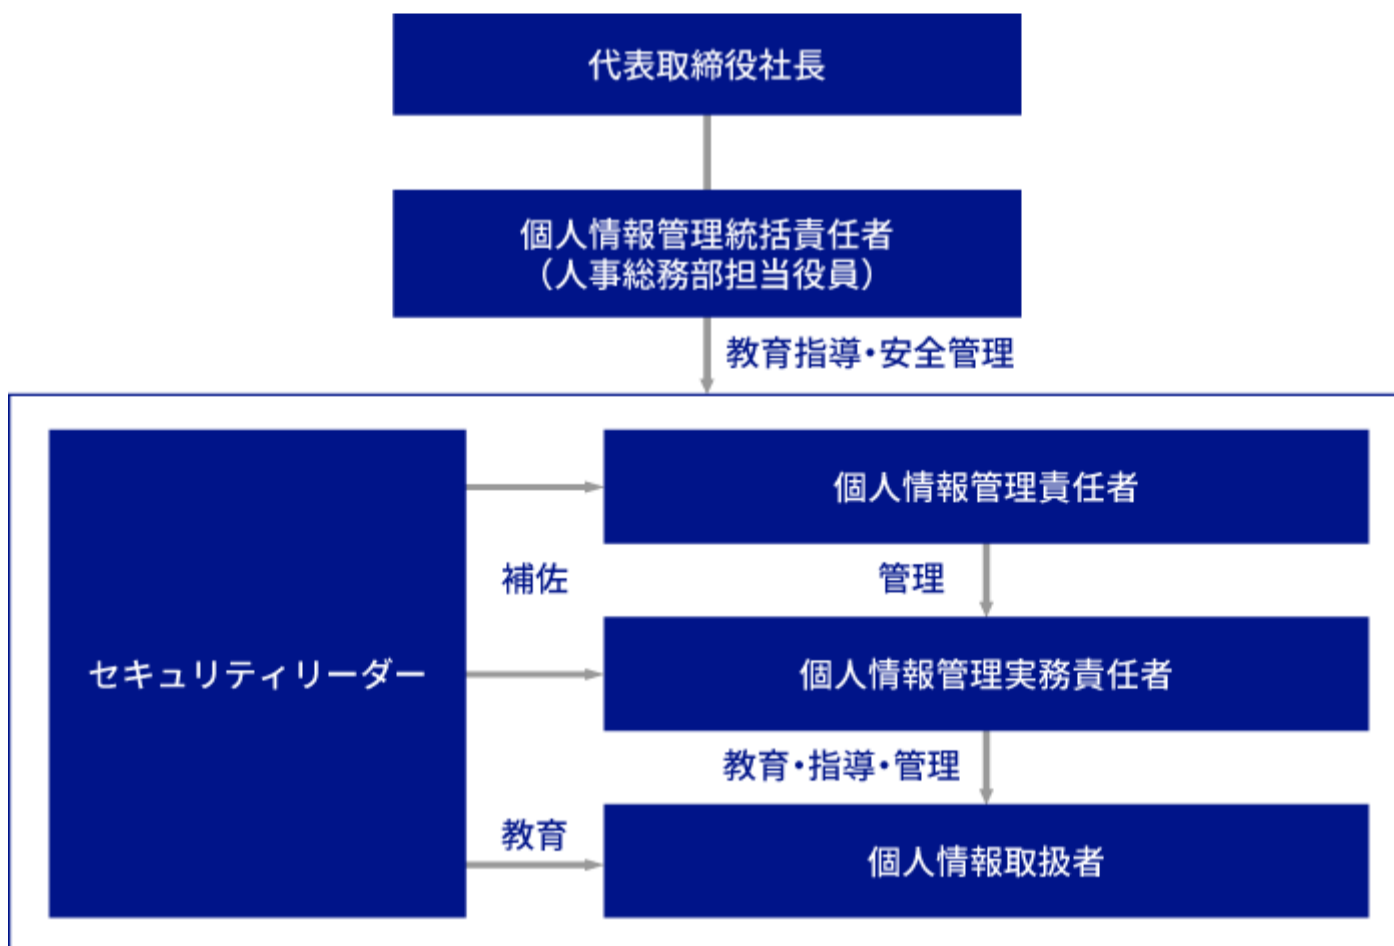 代表取締役社長
個人情報管理統括責任者
（人事総務部担当役員）
教育指導・安全管理
個人情報管理責任者
補佐
管理
セキュリティリーダー
個人情報管理実務責任者
教育・指導・管理
教育
個人情報取扱者